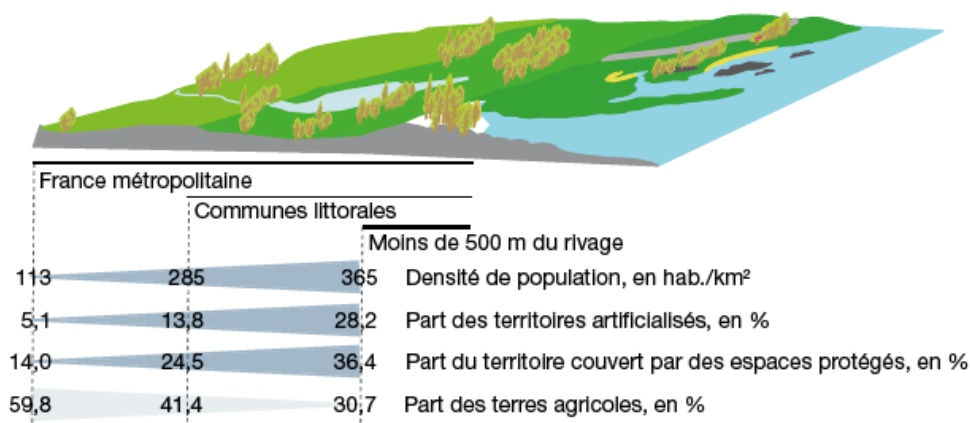 France métropolitaine
Communes littorales
Moins de 500 m du rivage
113 285 365 Densité de population, en hab./km²
5,1 13,8 28,2 Part des territoires artificialisés, en %
14,0 24,5 36,4 Part du territoire couvert par des espaces protégés, en %
59,8 41,4 30,7 Part des terres agricoles, en %